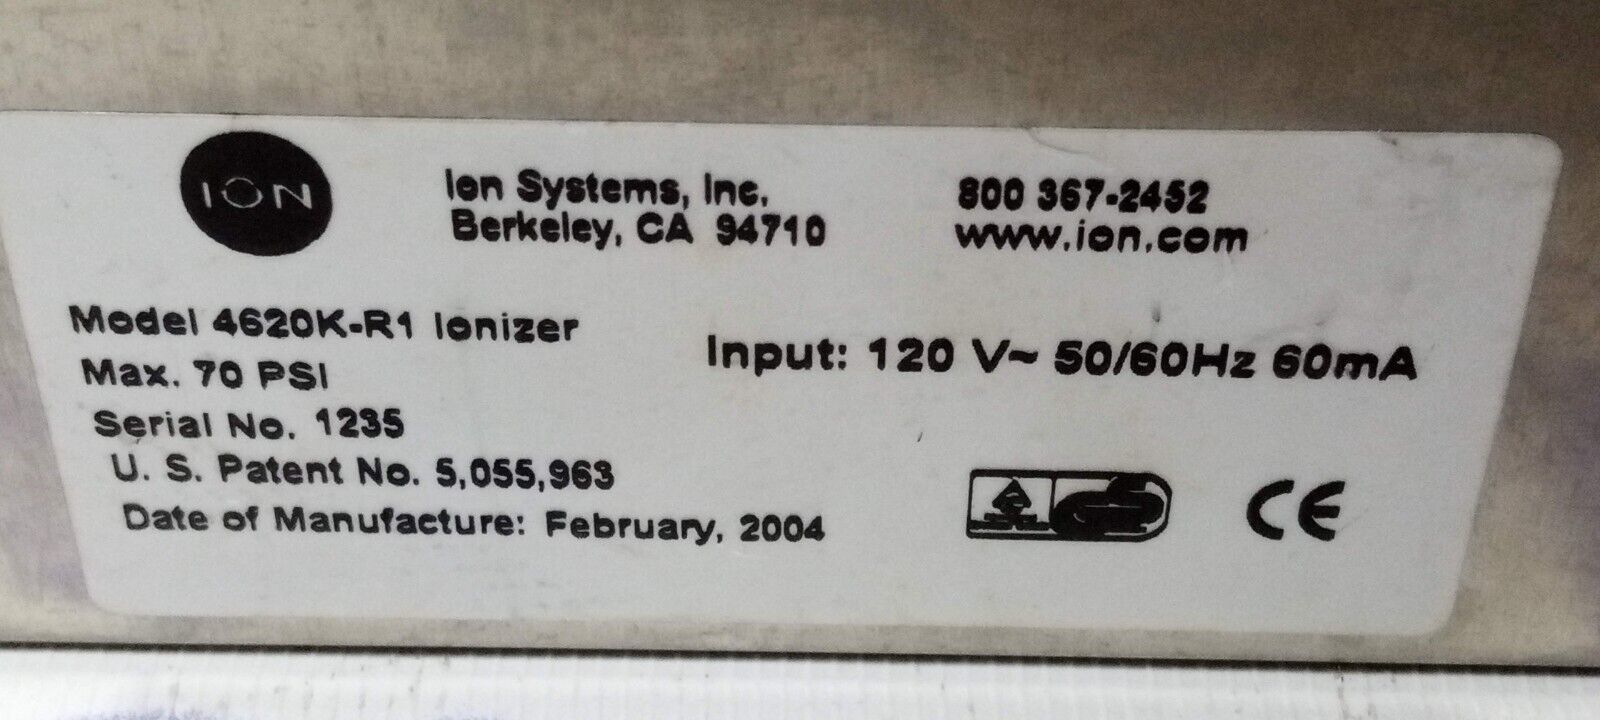 ION
Ion Systems, Inc.
Berkeley, CA 94710
800 367-2452
www.ion.com
Model 4620K-R1 Ionizer
Max. 70 PSI
Serial No. 1235
U. S. Patent No. 5,055,963
Date of Manufacture: February, 2004
Input: 120 V~ 50/60Hz 60mA
CE